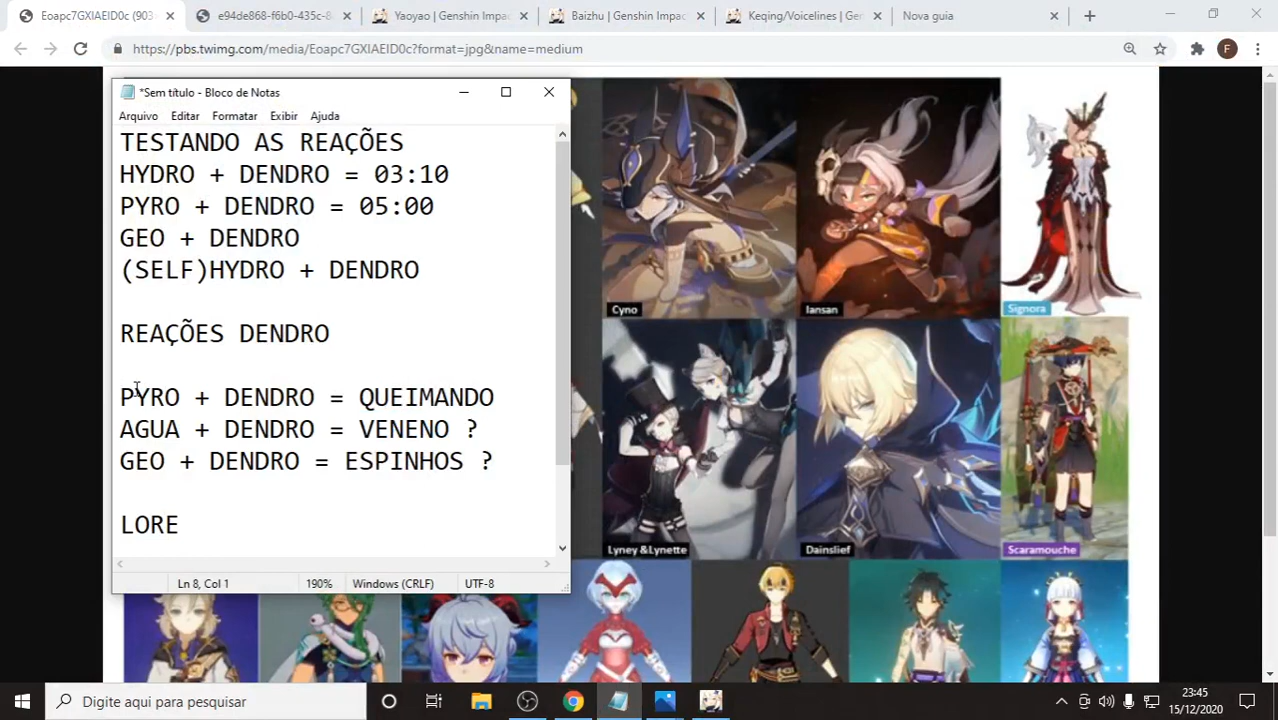 Eoapc7GXIAEID0c (903
e94de868-f6b0-435c-8
Yaoyao | Genshin Impac
Baizhu | Genshin Impac
Keqing/Voicelines | Gen
Nova guia
https://pbs.twimg.com/media/Eoapc7GXIAEID0c?format=jpg&name=medium
F
*Sem título - Bloco de Notas
Arquivo Editar Formatar Exibir Ajuda
TESTANDO AS REAÇÕES
HYDRO + DENDRO = 03:10
PYRO + DENDRO = 05:00
GEO + DENDRO
(SELF)HYDRO + DENDRO
REAÇÕES DENDRO
PYRO + DENDRO = QUEIMANDO
AGUA + DENDRO = VENENO ?
GEO + DENDRO = ESPINHOS ?
LORE
Ln 8, Col 1 190% Windows (CRLF) UTF-8
Cyno
Iansan
Signora
Lyney &Lynette
Dainslief
Scaramouche
Digite aqui para pesquisar
23:45
15/12/2020